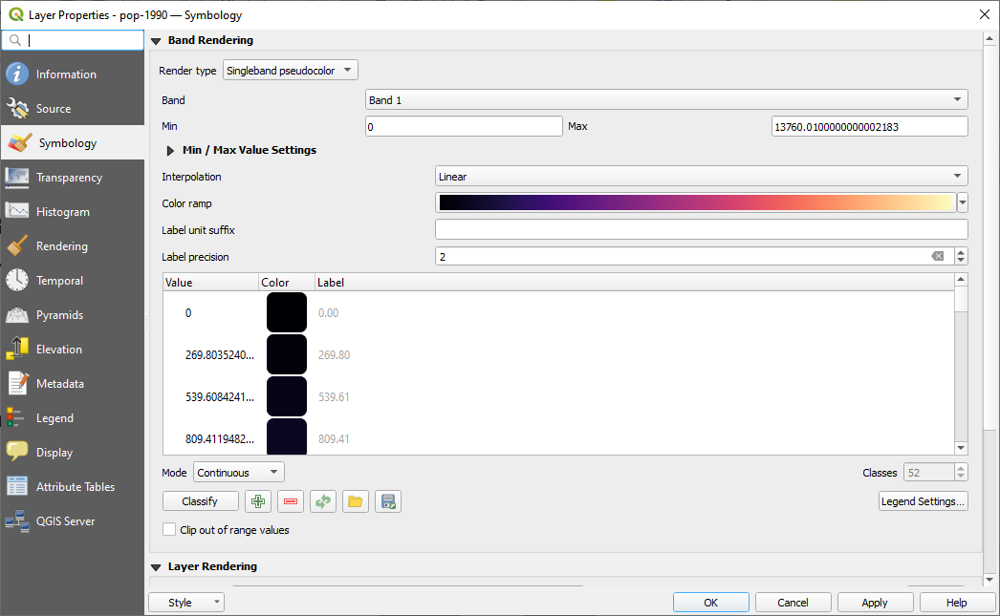 Layer Properties - pop-1990 — Symbology
Information
Source
Symbology
Transparency
Histogram
Rendering
Temporal
Pyramids
Elevation
Metadata
Legend
Display
Attribute Tables
QGIS Server
Band Rendering
Render type Singleband pseudocolor
Band Band 1
Min 0 Max 13760.0100000000002183
Min / Max Value Settings
Interpolation Linear
Color ramp
Label unit suffix
Label precision 2
Value Color Label
0 0.00
269.8035240... 269.80
539.6084241... 539.61
809.4119482... 809.41
Mode Continuous Classes 52
Classify Legend Settings...
Clip out of range values
Layer Rendering
Style OK Cancel Apply Help